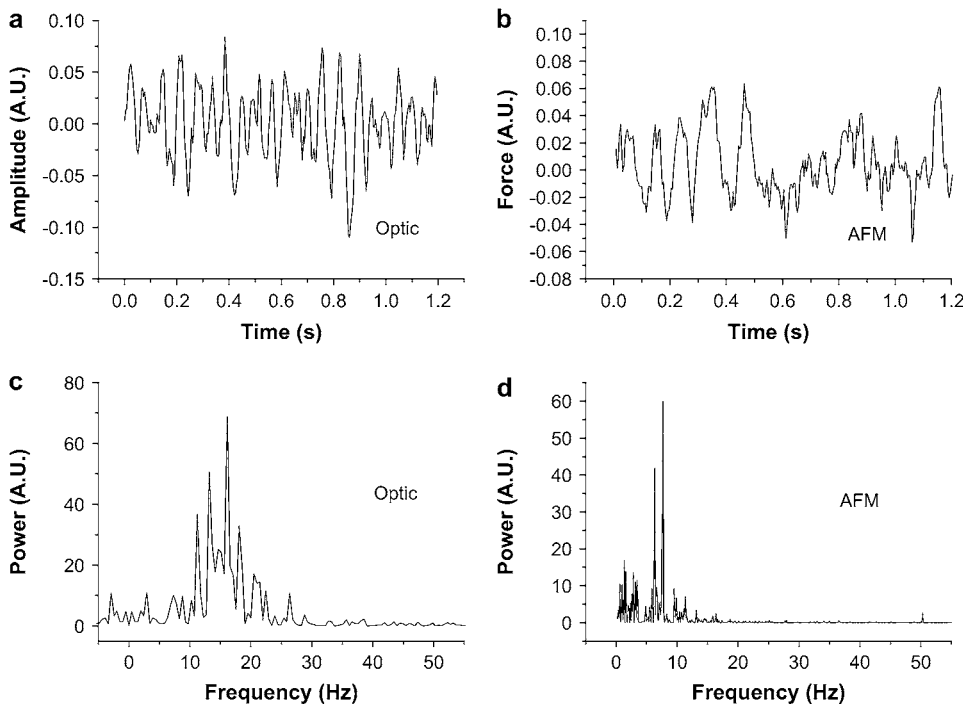 a
0.10
0.05
0.00
-0.05
-0.10
-0.15
Amplitude (A.U.)
Optic
0.0 0.2 0.4 0.6 0.8 1.0 1.2
Time (s)
b
0.10
0.08
0.06
0.04
0.02
0.00
-0.02
-0.04
-0.06
-0.08
Force (A.U.)
AFM
0.0 0.2 0.4 0.6 0.8 1.0 1.2
Time (s)
c
80
60
40
20
0
Power (A.U.)
Optic
0 10 20 30 40 50
Frequency (Hz)
d
60
50
40
30
20
10
0
Power (A.U.)
AFM
0 10 20 30 40 50
Frequency (Hz)